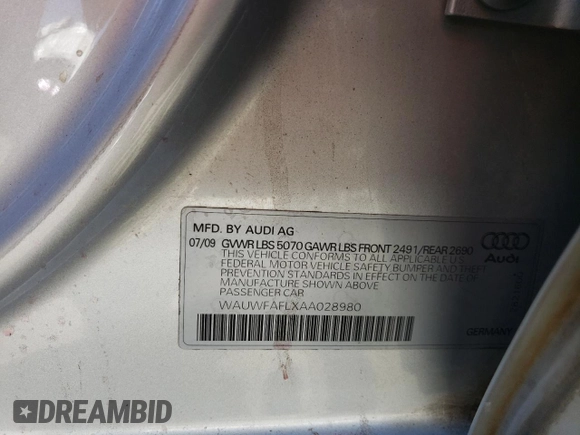 MFD. BY AUDI AG
07/09 GVWR LBS 5070 GAWR LBS FRONT 2491/REAR 2690
THIS VEHICLE CONFORMS TO ALL APPLICABLE U.S.
FEDERAL MOTOR VEHICLE SAFETY BUMPER AND THEFT
PREVENTION STANDARDS IN EFFECT ON THE DATE OF
MANUFACTURE SHOWN ABOVE
PASSENGER CAR
WAUWFAFLXAA028980
Audi
GERMANY
DREAMBID